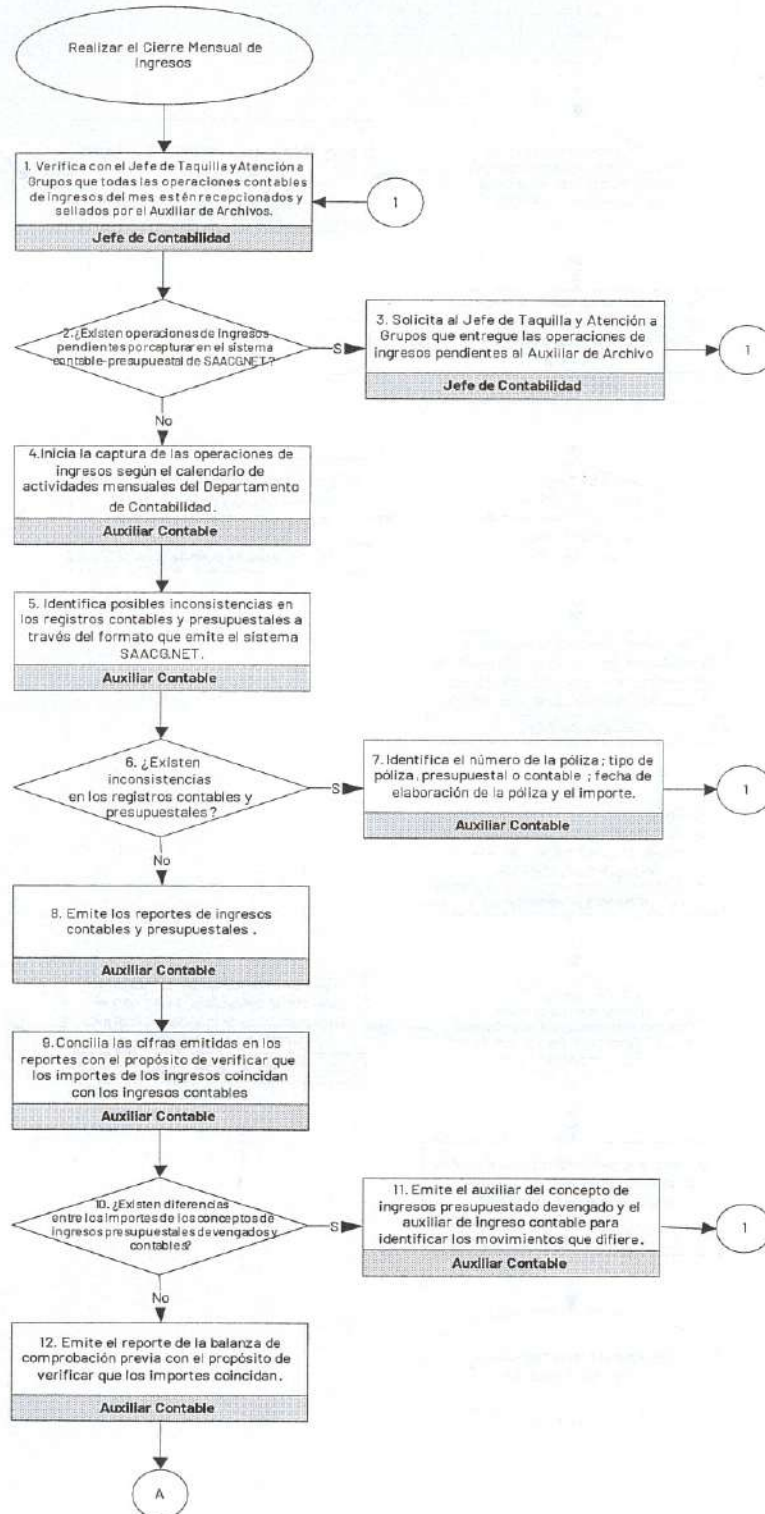 Realizar el Cierre Mensual de
Ingresos
1. Verifica con el Jefe de Taquilla y Atención a
Grupos que todas las operaciones contables
de ingresos del mes estén recepcionados y
sellados por el Auxiliar de Archivos.
Jefe de Contabilidad
1
2.¿Existen operaciones de ingresos
pendientes por capturar en el sistema
contable-presupuestal de SAACG.NET?
S
3. Solicita al Jefe de Taquilla y Atención a
Grupos que entregue las operaciones de
ingresos pendientes al Auxiliar de Archivo
Jefe de Contabilidad
1
No
4.Inicia la captura de las operaciones de
ingresos según el calendario de
actividades mensuales del Departamento
de Contabilidad.
Auxiliar Contable
5. Identifica posibles inconsistencias en
los registros contables y presupuestales a
través del formato que emite el sistema
SAACG.NET.
Auxiliar Contable
6. ¿Existen
inconsistencias
en los registros contables y
presupuestales?
S
7. Identifica el número de la póliza; tipo de
póliza, presupuestal o contable ; fecha de
elaboración de la póliza y el importe.
Auxiliar Contable
1
No
8. Emite los reportes de ingresos
contables y presupuestales .
Auxiliar Contable
9.Concilia las cifras emitidas en los
reportes con el propósito de verificar que
los importes de los ingresos coincidan
con los ingresos contables
Auxiliar Contable
10. ¿Existen diferencias
entre los importes de los conceptos de
ingresos presupuestales devengados y
contables?
S
11. Emite el auxiliar del concepto de
ingresos presupuestado devengado y el
auxiliar de ingreso contable para
identificar los movimientos que difiere.
Auxiliar Contable
1
No
12. Emite el reporte de la balanza de
comprobación previa con el propósito de
verificar que los importes coincidan.
Auxiliar Contable
A